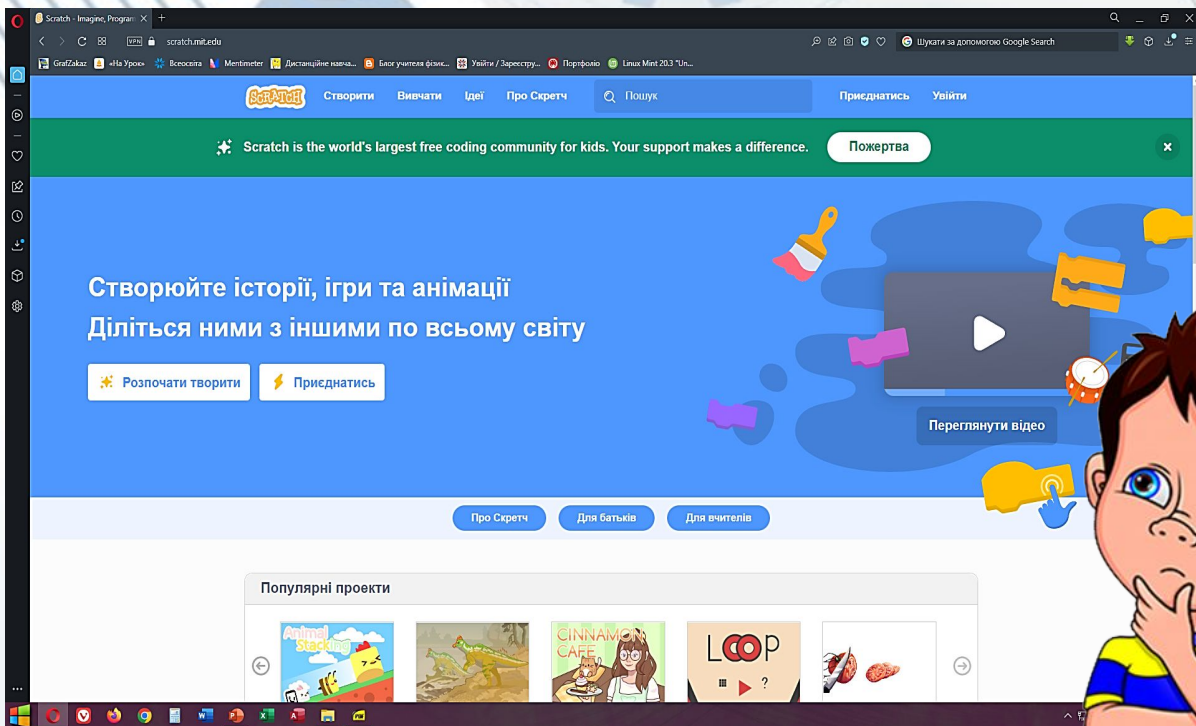 Scratch - Imagine, Program
VPN scratch.mit.edu
Шукати за допомогою Google Search
GrafZakaz «На Урок» Всеосвіта Mentimeter Дистанційне навча... Блог учителя фізик... Увійти / Зареєстру... Портфоліо Linux Mint 20.3 "Un...
SCRATCH Створити Вивчати Ідеї Про Скретч Пошук Приєднатись Увійти
Scratch is the world's largest free coding community for kids. Your support makes a difference. Пожертва
Створюйте історії, ігри та анімації
Діліться ними з іншими по всьому світу
Розпочати творити Приєднатись
Переглянути відео
Про Скретч Для батьків Для вчителів
Популярні проекти
Animal Stacking
CINNAMON CAFE
LOOP
?